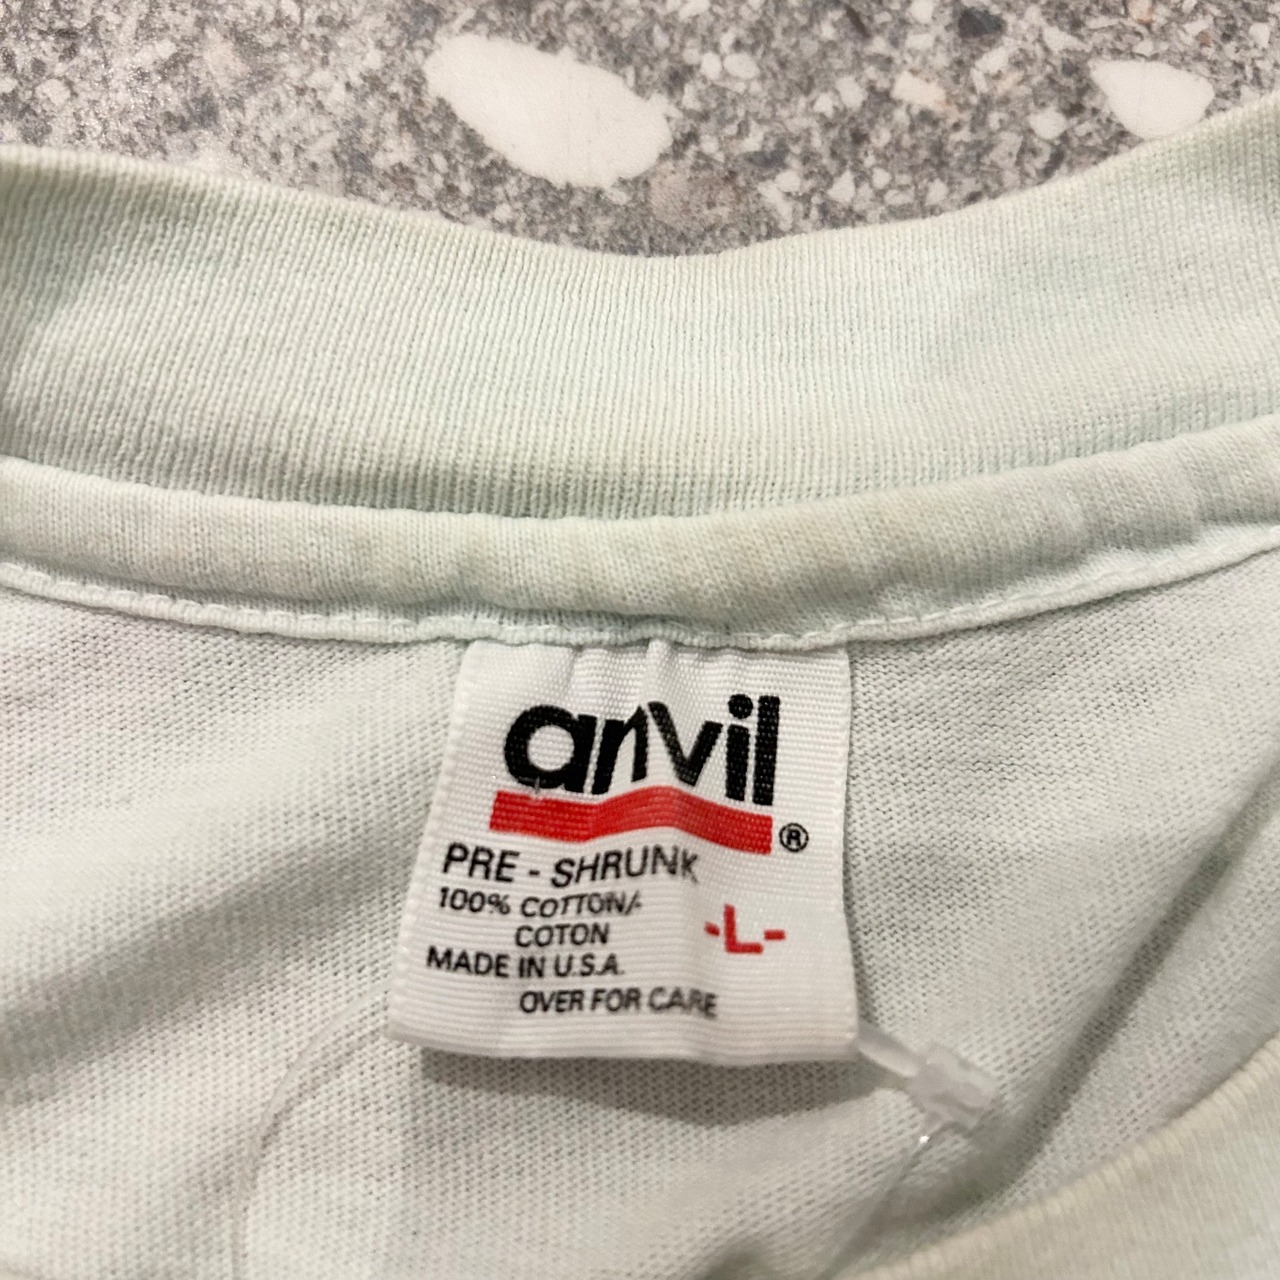 anvil ®
PRE - SHRUNK
100% COTTON/
COTON
-L-
MADE IN U.S.A.
OVER FOR CARE